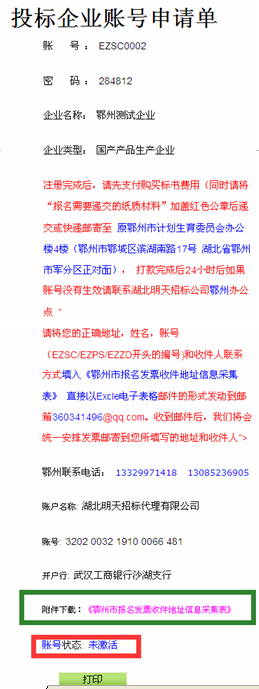 投标企业账号申请单
账 号： EZSC0002
密 码： 284812
企业名称： 鄂州测试企业
企业类型： 国产产品生产企业
注册完成后，请先支付购买标书费用（同时请将
“报名需要递交的纸质材料”加盖红色公章后递
交或快递邮寄至 原鄂州市计划生育委员会办公
楼4楼（鄂州市鄂城区滨湖南路17号 湖北省鄂州
市军分区正对面）， 打款完成后24小时后如果
账号没有生效请联系湖北明天招标公司鄂州办公
点 “
请将您的正确地址，姓名，账号
（EZSC/EZPS/EZZD开头的编号)和收件人联系
方式填入《鄂州市报名发票收件地址信息采集
表》 直接以Excle电子表格邮件的形式发动到邮
箱360341496@qq.com。收到邮件后，我们将会
统一安排发票邮寄到您所填写的地址和收件人">
鄂州联系电话： 13329971418 13085236905
账户名称: 湖北明天招标代理有限公司
账号: 3202 0032 1910 0066 481
开户行: 武汉工商银行沙湖支行
附件下载：《鄂州市报名发票收件地址信息采集表》
账号状态: 未激活
打印